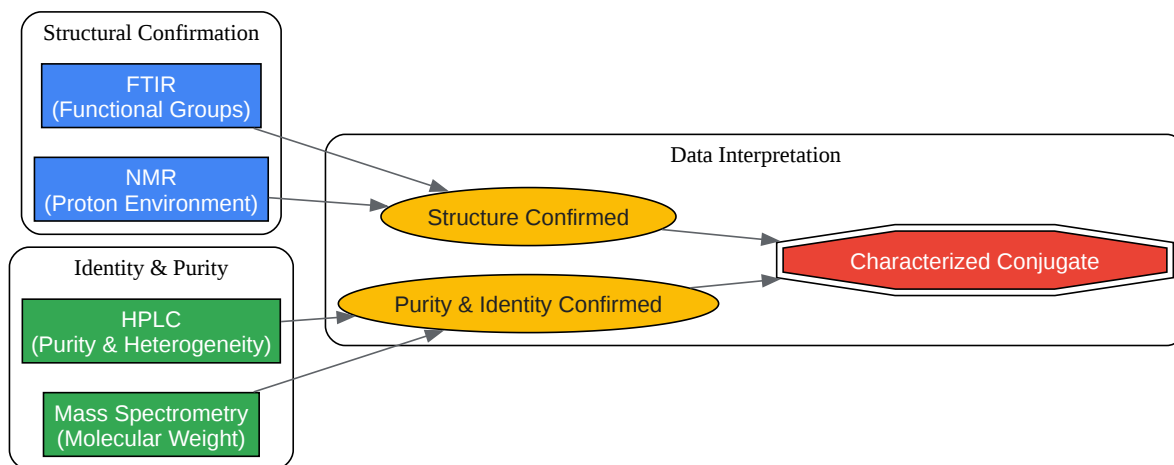 Structural Confirmation
FTIR
(Functional Groups)
NMR
(Proton Environment)
Identity & Purity
HPLC
(Purity & Heterogeneity)
Mass Spectrometry
(Molecular Weight)
Data Interpretation
Structure Confirmed
Purity & Identity Confirmed
Characterized Conjugate